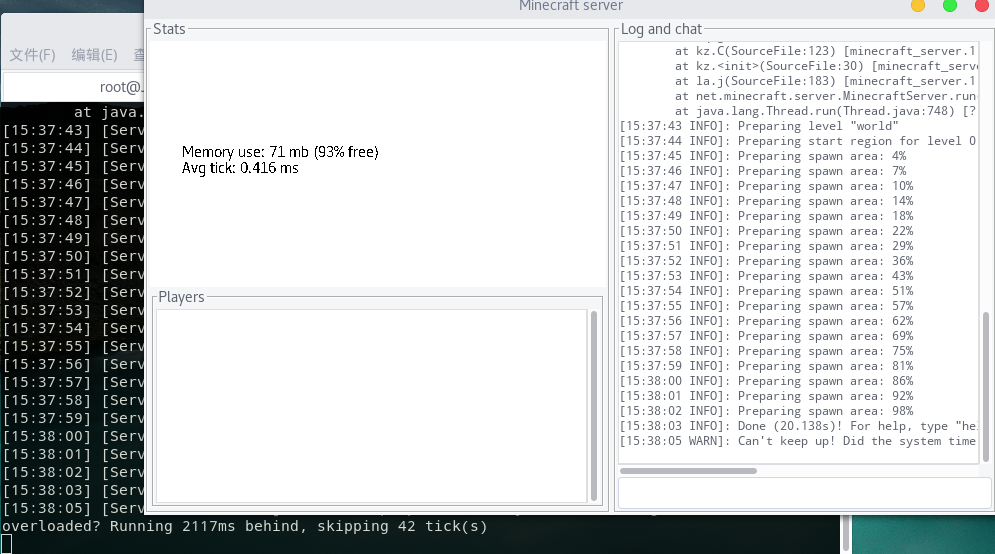 Minecraft server
文件(F) 编辑(E) 查
root@
at java.
[15:37:43] [Serv
[15:37:44] [Serv
[15:37:45] [Serv
[15:37:46] [Serv
[15:37:47] [Serv
[15:37:48] [Serv
[15:37:49] [Serv
[15:37:50] [Serv
[15:37:51] [Serv
[15:37:52] [Serv
[15:37:53] [Serv
[15:37:54] [Serv
[15:37:55] [Serv
[15:37:56] [Serv
[15:37:57] [Serv
[15:37:58] [Serv
[15:37:59] [Serv
[15:38:00] [Serv
[15:38:01] [Serv
[15:38:02] [Serv
[15:38:03] [Serv
[15:38:05] [Serv
overloaded? Running 2117ms behind, skipping 42 tick(s)
Stats
Memory use: 71 mb (93% free)
Avg tick: 0.416 ms
Players
Log and chat
at kz.C(SourceFile:123) [minecraft_server.1
at kz.<init>(SourceFile:30) [minecraft_serve
at la.j(SourceFile:183) [minecraft_server.1
at net.minecraft.server.MinecraftServer.run(
at java.lang.Thread.run(Thread.java:748) [?
[15:37:43 INFO]: Preparing level "world"
[15:37:44 INFO]: Preparing start region for level 0
[15:37:45 INFO]: Preparing spawn area: 4%
[15:37:46 INFO]: Preparing spawn area: 7%
[15:37:47 INFO]: Preparing spawn area: 10%
[15:37:48 INFO]: Preparing spawn area: 14%
[15:37:49 INFO]: Preparing spawn area: 18%
[15:37:50 INFO]: Preparing spawn area: 22%
[15:37:51 INFO]: Preparing spawn area: 29%
[15:37:52 INFO]: Preparing spawn area: 36%
[15:37:53 INFO]: Preparing spawn area: 43%
[15:37:54 INFO]: Preparing spawn area: 51%
[15:37:55 INFO]: Preparing spawn area: 57%
[15:37:56 INFO]: Preparing spawn area: 62%
[15:37:57 INFO]: Preparing spawn area: 69%
[15:37:58 INFO]: Preparing spawn area: 75%
[15:37:59 INFO]: Preparing spawn area: 81%
[15:38:00 INFO]: Preparing spawn area: 86%
[15:38:01 INFO]: Preparing spawn area: 92%
[15:38:02 INFO]: Preparing spawn area: 98%
[15:38:03 INFO]: Done (20.138s)! For help, type "he
[15:38:05 WARN]: Can't keep up! Did the system time